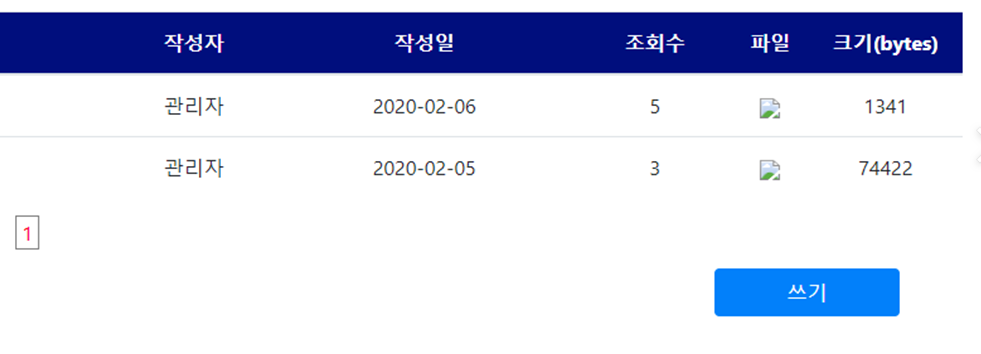 작성자 작성일 조회수 파일 크기(bytes)
관리자 2020-02-06 5 1341
관리자 2020-02-05 3 74422
1
쓰기